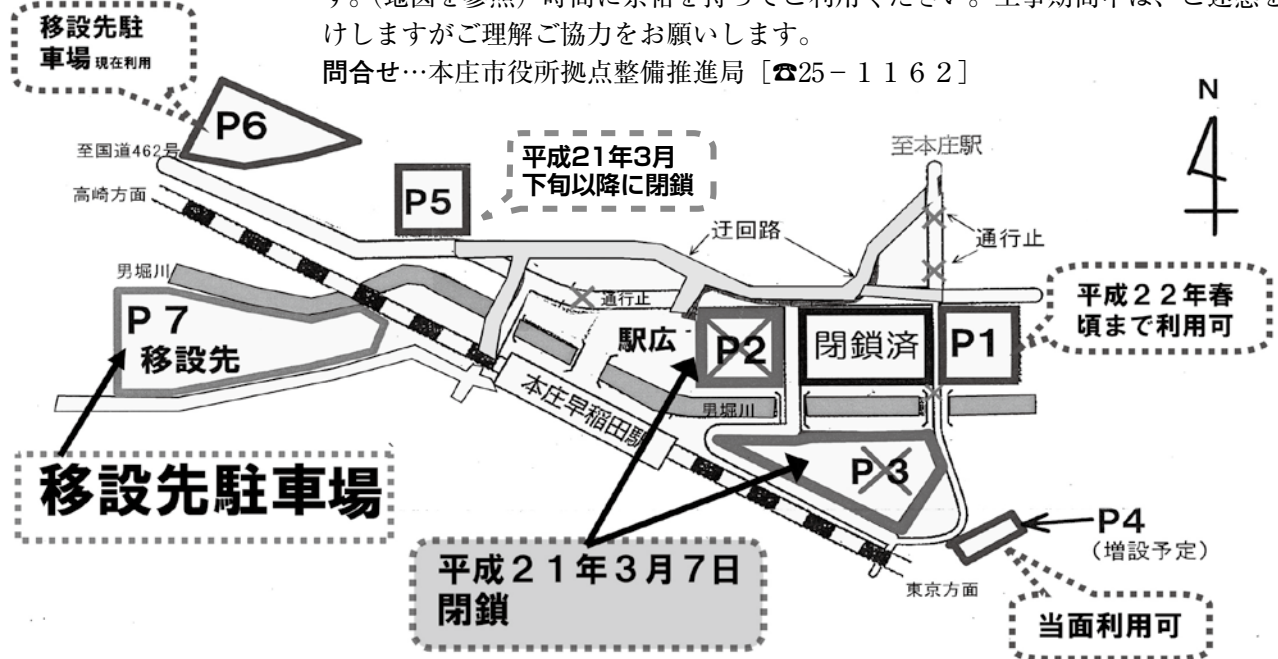 す。（地図を参照）時間に余裕を持ってご利用ください。工事期間中は、ご迷惑を
けしますがご理解ご協力をお願いします。
問合せ…本庄市役所拠点整備推進局［☎25－1162］
移設先駐
車場 現在利用
P6
至国道462号
高崎方面
P5
平成21年3月
下旬以降に閉鎖
至本庄駅
N
迂回路
通行止
男堀川
通行止
平成22年春
頃まで利用可
P7
移設先
駅広
P2
閉鎖済
P1
本庄早稲田駅
男堀川
移設先駐車場
P3
平成21年3月7日
閉鎖
P4
（増設予定）
東京方面
当面利用可